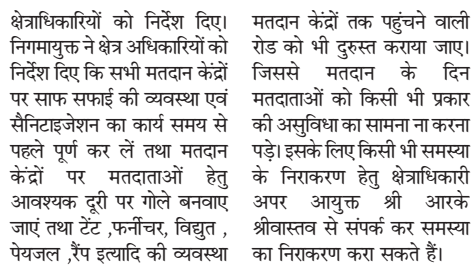 क्षेत्राधिकारियों को निर्देश दिए।
निगमायुक्त ने क्षेत्र अधिकारियों को
निर्देश दिए कि सभी मतदान केंद्रों
पर साफ सफाई की व्यवस्था एवं
सैनिटाइजेशन का कार्य समय से
पहले पूर्ण कर लें तथा मतदान
केंद्रों पर मतदाताओं हेतु
आवश्यक दूरी पर गोले बनवाए
जाएं तथा टेंट ,फर्नीचर, विद्युत ,
पेयजल ,रैंप इत्यादि की व्यवस्था
मतदान केंद्रों तक पहुंचने वाली
रोड को भी दुरुस्त कराया जाए।
जिससे मतदान के दिन
मतदाताओं को किसी भी प्रकार
की असुविधा का सामना ना करना
पड़े। इसके लिए किसी भी समस्या
के निराकरण हेतु क्षेत्राधिकारी
अपर आयुक्त श्री आरके
श्रीवास्तव से संपर्क कर समस्या
का निराकरण करा सकते हैं।